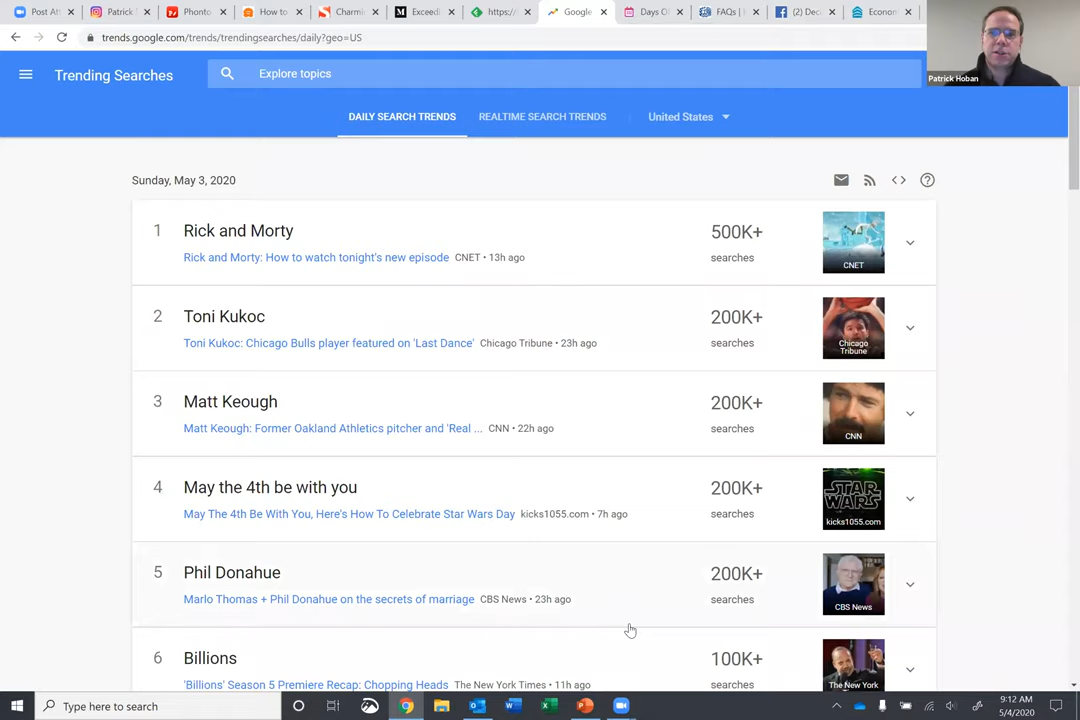 Post Af
Patrick
Phonto
How to
Charmi
Exceedi
https:/
Google
Days O
FAQs | 
(2) Dec
Econom
trends.google.com/trends/trendingsearches/daily?geo=US
Patrick Hoban
Trending Searches
Explore topics
DAILY SEARCH TRENDS
REALTIME SEARCH TRENDS
United States
Sunday, May 3, 2020
1
Rick and Morty
Rick and Morty: How to watch tonight's new episode CNET • 13h ago
500K+
searches
CNET
2
Toni Kukoc
Toni Kukoc: Chicago Bulls player featured on 'Last Dance' Chicago Tribune • 23h ago
200K+
searches
Chicago
Tribune
3
Matt Keough
Matt Keough: Former Oakland Athletics pitcher and 'Real ... CNN • 22h ago
200K+
searches
CNN
4
May the 4th be with you
May The 4th Be With You, Here's How To Celebrate Star Wars Day kicks1055.com • 7h ago
200K+
searches
STAR
WARS
kicks1055.com
5
Phil Donahue
Marlo Thomas + Phil Donahue on the secrets of marriage CBS News • 23h ago
200K+
searches
CBS News
6
Billions
'Billions' Season 5 Premiere Recap: Chopping Heads The New York Times • 11h ago
100K+
searches
The New York
Type here to search
9:12 AM
5/4/2020